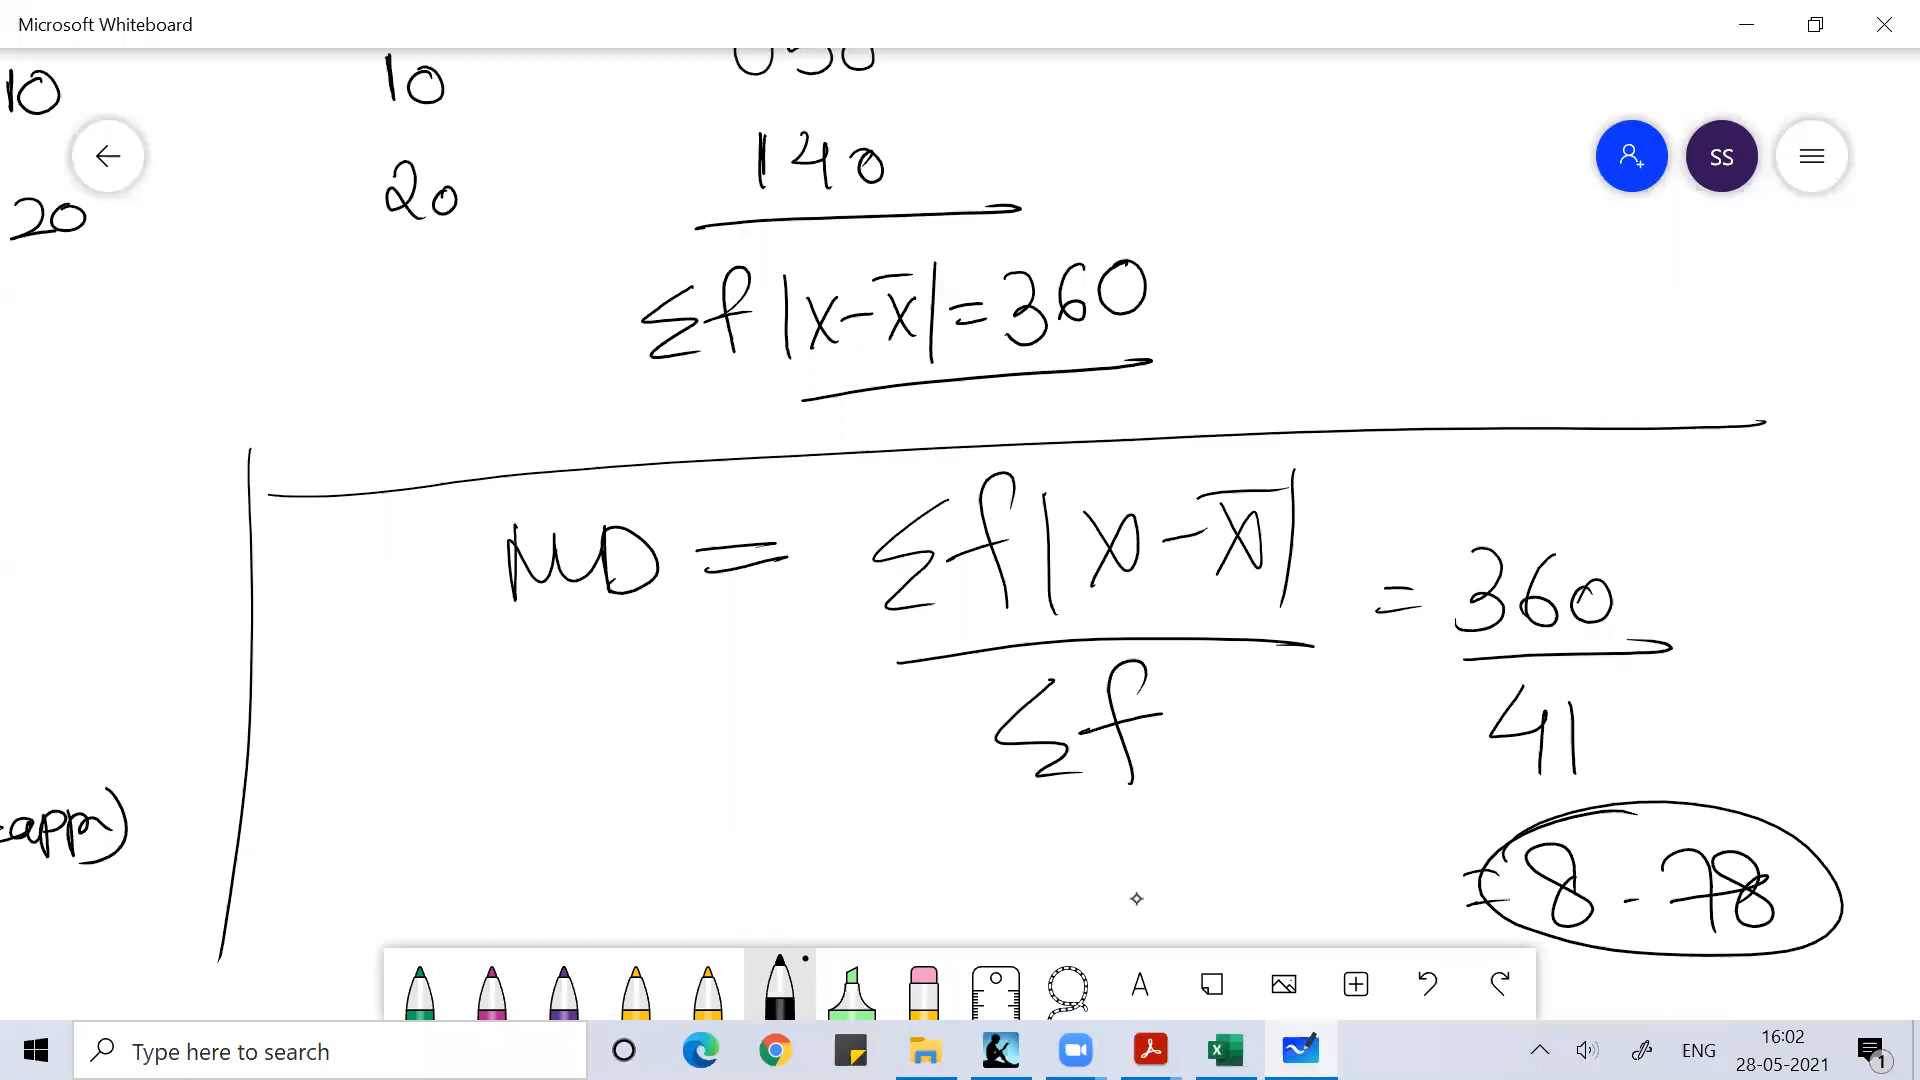 Microsoft Whiteboard
10 10
140
20 20
SS
Σf |x-x̅| = 360
MD = Σf |x-x̅| / Σf = 360 / 41
= 8.78
Type here to search
ENG
16:02
28-05-2021
1